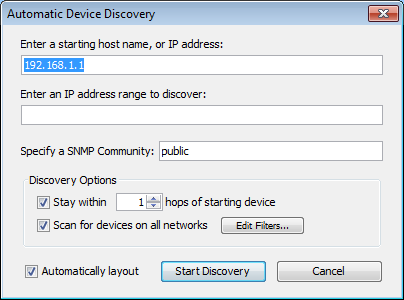 Automatic Device Discovery
Enter a starting host name, or IP address:
192.168.1.1
Enter an IP address range to discover:
Specify a SNMP Community: public
Discovery Options
Stay within 1 hops of starting device
Scan for devices on all networks Edit Filters...
Automatically layout Start Discovery Cancel